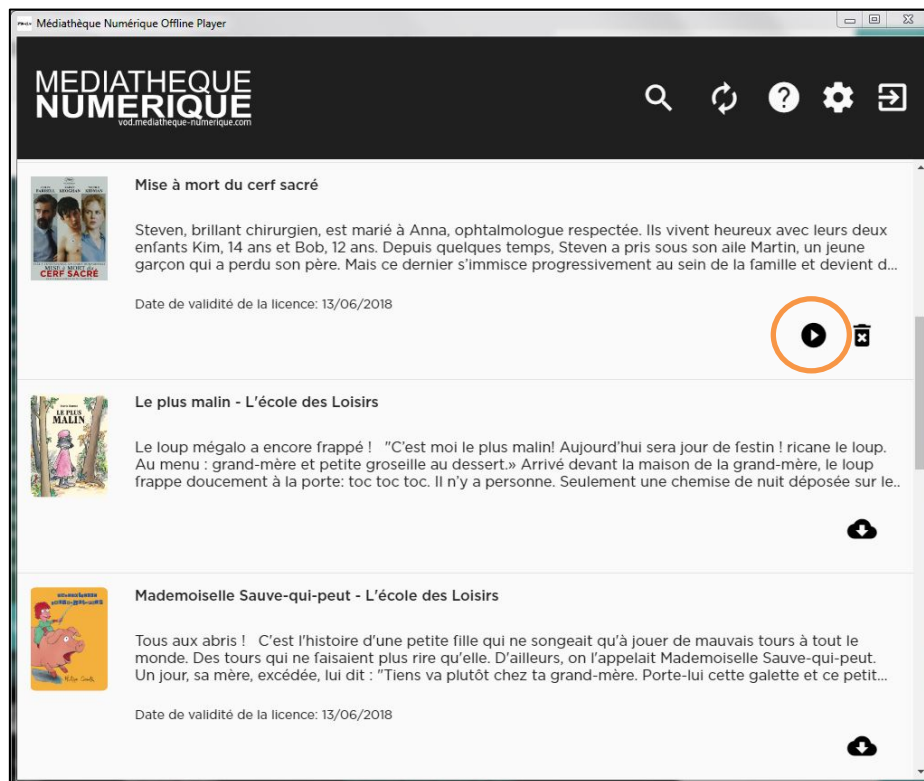 Médiathèque Numérique Offline Player
MEDIATHEQUE
NUMERIQUE
vod.mediatheque-numerique.com
Mise à mort du cerf sacré
Steven, brillant chirurgien, est marié à Anna, ophtalmologue respectée. Ils vivent heureux avec leurs deux
enfants Kim, 14 ans et Bob, 12 ans. Depuis quelques temps, Steven a pris sous son aile Martin, un jeune
garçon qui a perdu son père. Mais ce dernier s'immisce progressivement au sein de la famille et devient d...
MISE à MORT du
CERF SACRÉ
Date de validité de la licence: 13/06/2018
Le plus malin - L'école des Loisirs
LE PLUS
MALIN
Le loup mégalo a encore frappé ! "C'est moi le plus malin! Aujourd'hui sera jour de festin ! ricane le loup.
Au menu : grand-mère et petite groseille au dessert.» Arrivé devant la maison de la grand-mère, le loup
frappe doucement à la porte: toc toc toc. Il n'y a personne. Seulement une chemise de nuit déposée sur le..
Mademoiselle Sauve-qui-peut - L'école des Loisirs
Tous aux abris ! C'est l'histoire d'une petite fille qui ne songeait qu'à jouer de mauvais tours à tout le
monde. Des tours qui ne faisaient plus rire qu'elle. D'ailleurs, on l'appelait Mademoiselle Sauve-qui-peut.
Un jour, sa mère, excédée, lui dit : "Tiens va plutôt chez ta grand-mère. Porte-lui cette galette et ce petit...
Date de validité de la licence: 13/06/2018